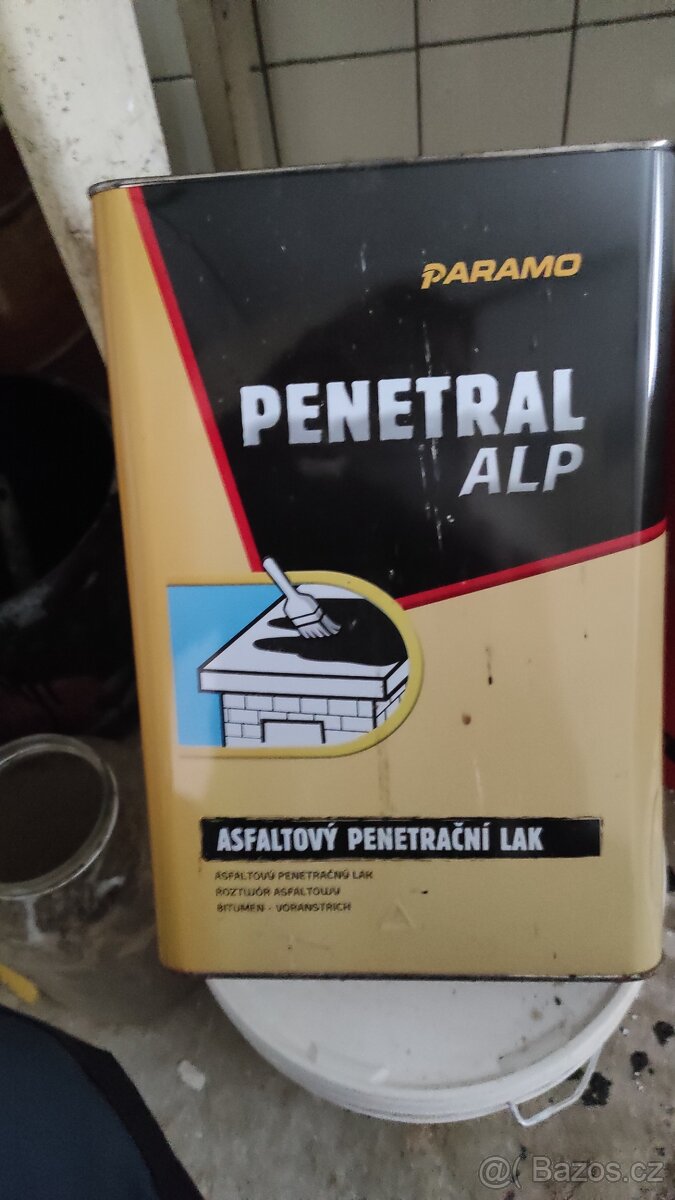 PARAMO
PENETRAL
ALP
ASFALTOVÝ PENETRAČNÍ LAK
ASFALTOVÝ PENETRAČNÝ LAK
ROZTWÓR ASFALTOWY
BITUMEN - VORANSTRICH
@( Bazos.cz